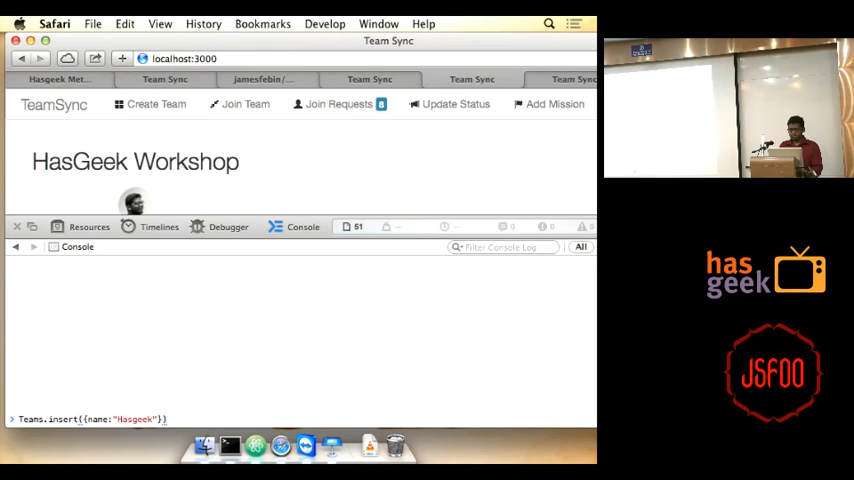 Safari File Edit View History Bookmarks Develop Window Help
Team Sync
localhost:3000
Hasgeek Met... Team Sync jamesfebin/... Team Sync Team Sync Team Sync
TeamSync Create Team Join Team Join Requests 8 Update Status Add Mission
HasGeek Workshop
Resources Timelines Debugger Console 51 -- -- 0 0 0
Console Filter Console Log All
> Teams.insert({name:"Hasgeek"})
has
geek
JSFOO